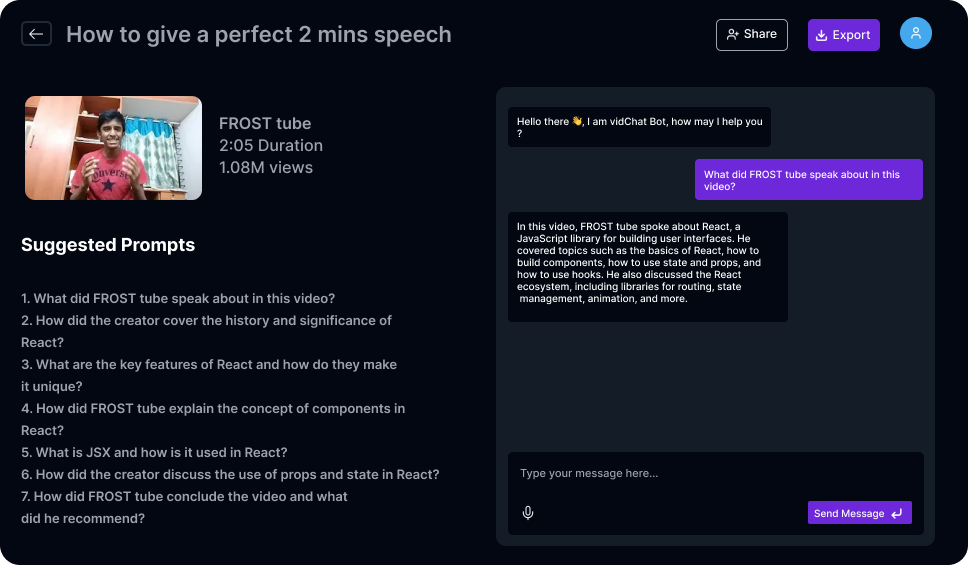 How to give a perfect 2 mins speech
Share
Export
FROST tube
2:05 Duration
1.08M views
Converse
Suggested Prompts
1. What did FROST tube speak about in this video?
2. How did the creator cover the history and significance of
React?
3. What are the key features of React and how do they make
it unique?
4. How did FROST tube explain the concept of components in
React?
5. What is JSX and how is it used in React?
6. How did the creator discuss the use of props and state in React?
7. How did FROST tube conclude the video and what
did he recommend?
Hello there 👋, I am vidChat Bot, how may I help you
?
What did FROST tube speak about in this
video?
In this video, FROST tube spoke about React, a
JavaScript library for building user interfaces. He
covered topics such as the basics of React, how to
build components, how to use state and props, and
how to use hooks. He also discussed the React
ecosystem, including libraries for routing, state
management, animation, and more.
Type your message here...
Send Message